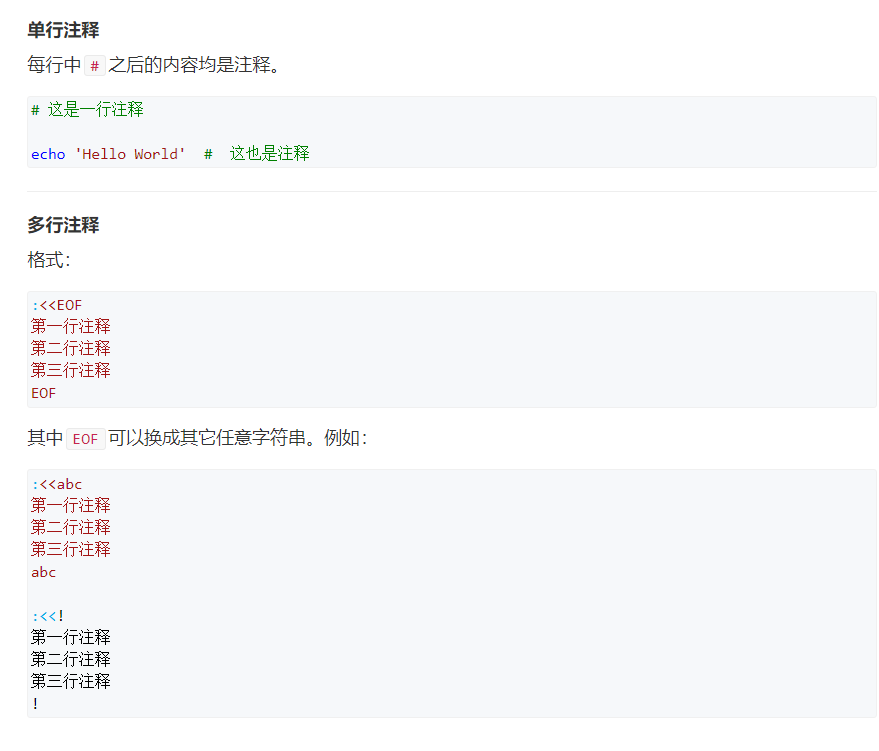 单行注释
每行中 # 之后的内容均是注释。
# 这是一行注释
echo 'Hello World'  #  这也是注释
多行注释
格式：
:<<EOF
第一行注释
第二行注释
第三行注释
EOF
其中 EOF 可以换成其它任意字符串。例如：
:<<abc
第一行注释
第二行注释
第三行注释
abc
:<<!
第一行注释
第二行注释
第三行注释
!